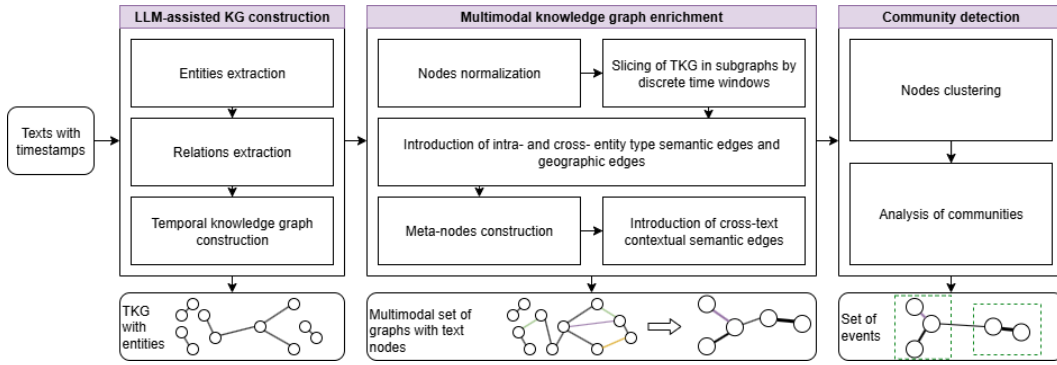 LLM-assisted KG construction
Multimodal knowledge graph enrichment
Community detection
Texts with
timestamps
Entities extraction
Relations extraction
Temporal knowledge graph
construction
Nodes normalization
Slicing of TKG in subgraphs by
discrete time windows
Introduction of intra- and cross- entity type semantic edges and
geographic edges
Meta-nodes construction
Introduction of cross-text
contextual semantic edges
Nodes clustering
Analysis of communities
TKG
with
entities
Multimodal set of
graphs with text
nodes
Set of
events